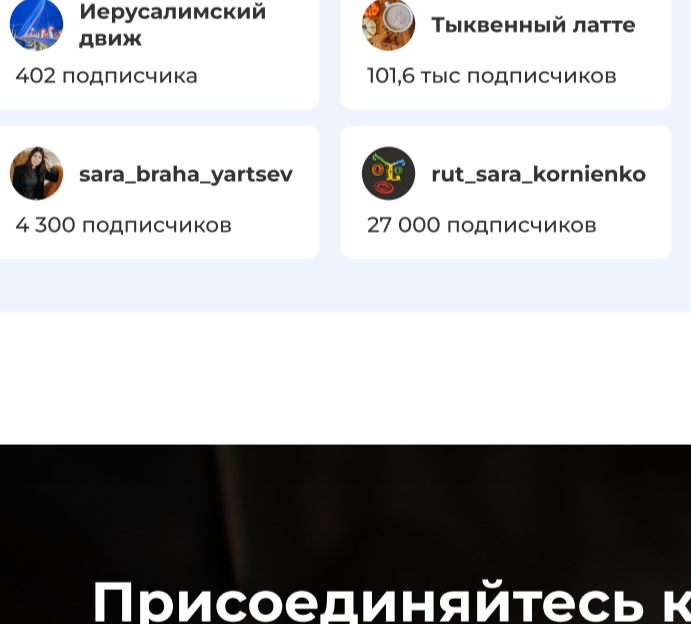 Иерусалимский
движ
402 подписчика
Тыквенный латте
101,6 тыс подписчиков
sara_braha_yartsev
4 300 подписчиков
rut_sara_kornienko
27 000 подписчиков
Присоединяйтесь к